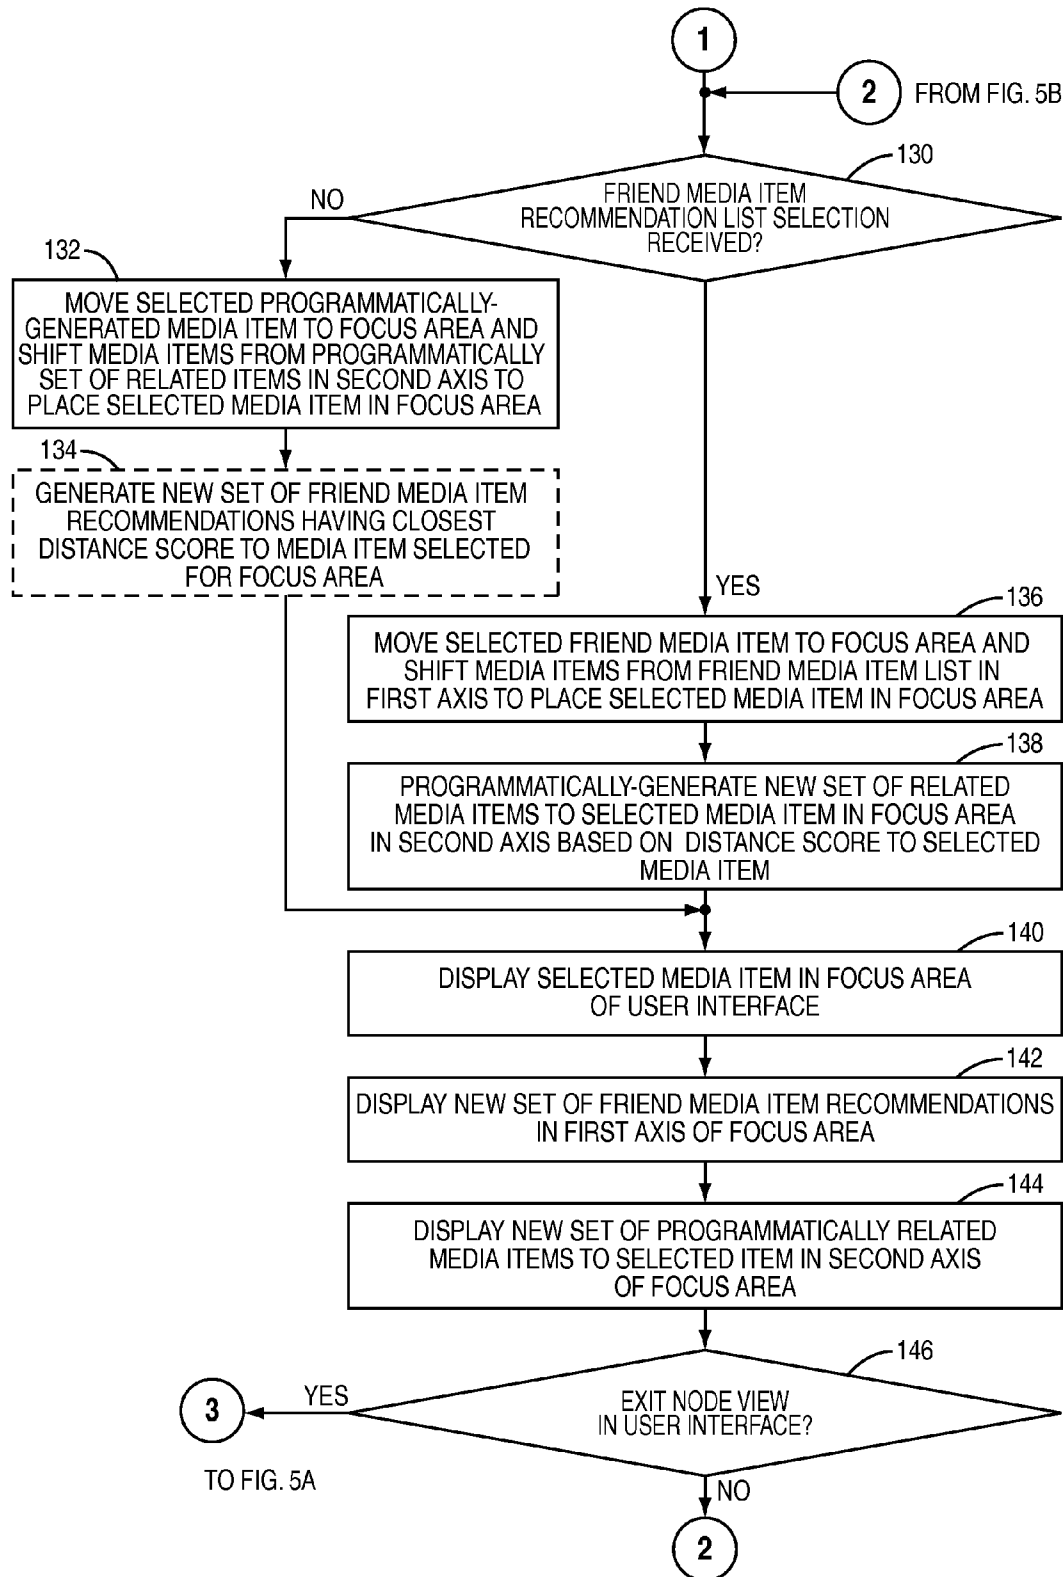 1
2
FROM FIG. 5B
130
FRIEND MEDIA ITEM
RECOMMENDATION LIST SELECTION
RECEIVED?
NO
132
MOVE SELECTED PROGRAMMATICALLY-
GENERATED MEDIA ITEM TO FOCUS AREA AND
SHIFT MEDIA ITEMS FROM PROGRAMMATICALLY
SET OF RELATED ITEMS IN SECOND AXIS TO
PLACE SELECTED MEDIA ITEM IN FOCUS AREA
134
GENERATE NEW SET OF FRIEND MEDIA ITEM
RECOMMENDATIONS HAVING CLOSEST
DISTANCE SCORE TO MEDIA ITEM SELECTED
FOR FOCUS AREA
YES
136
MOVE SELECTED FRIEND MEDIA ITEM TO FOCUS AREA AND
SHIFT MEDIA ITEMS FROM FRIEND MEDIA ITEM LIST IN
FIRST AXIS TO PLACE SELECTED MEDIA ITEM IN FOCUS AREA
138
PROGRAMMATICALLY-GENERATE NEW SET OF RELATED
MEDIA ITEMS TO SELECTED MEDIA ITEM IN FOCUS AREA
IN SECOND AXIS BASED ON DISTANCE SCORE TO SELECTED
MEDIA ITEM
140
DISPLAY SELECTED MEDIA ITEM IN FOCUS AREA
OF USER INTERFACE
142
DISPLAY NEW SET OF FRIEND MEDIA ITEM RECOMMENDATIONS
IN FIRST AXIS OF FOCUS AREA
144
DISPLAY NEW SET OF PROGRAMMATICALLY RELATED
MEDIA ITEMS TO SELECTED ITEM IN SECOND AXIS
OF FOCUS AREA
146
EXIT NODE VIEW
IN USER INTERFACE?
YES
3
TO FIG. 5A
NO
2